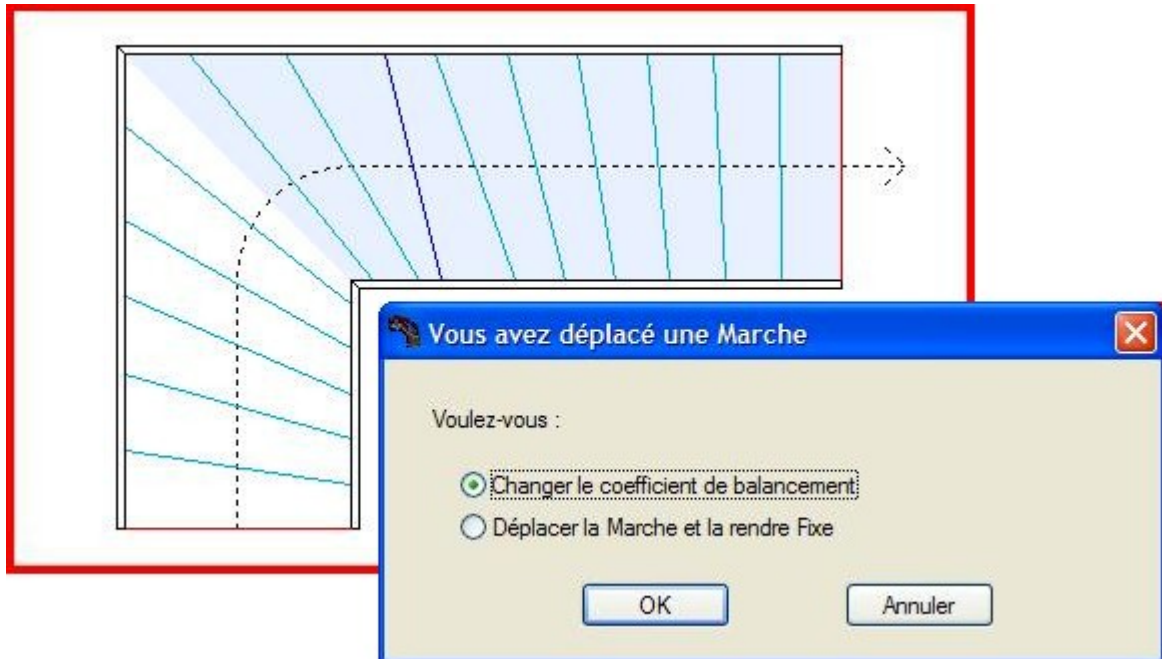 Vous avez déplacé une Marche
Voulez-vous :
Changer le coefficient de balancement
Déplacer la Marche et la rendre Fixe
OK Annuler